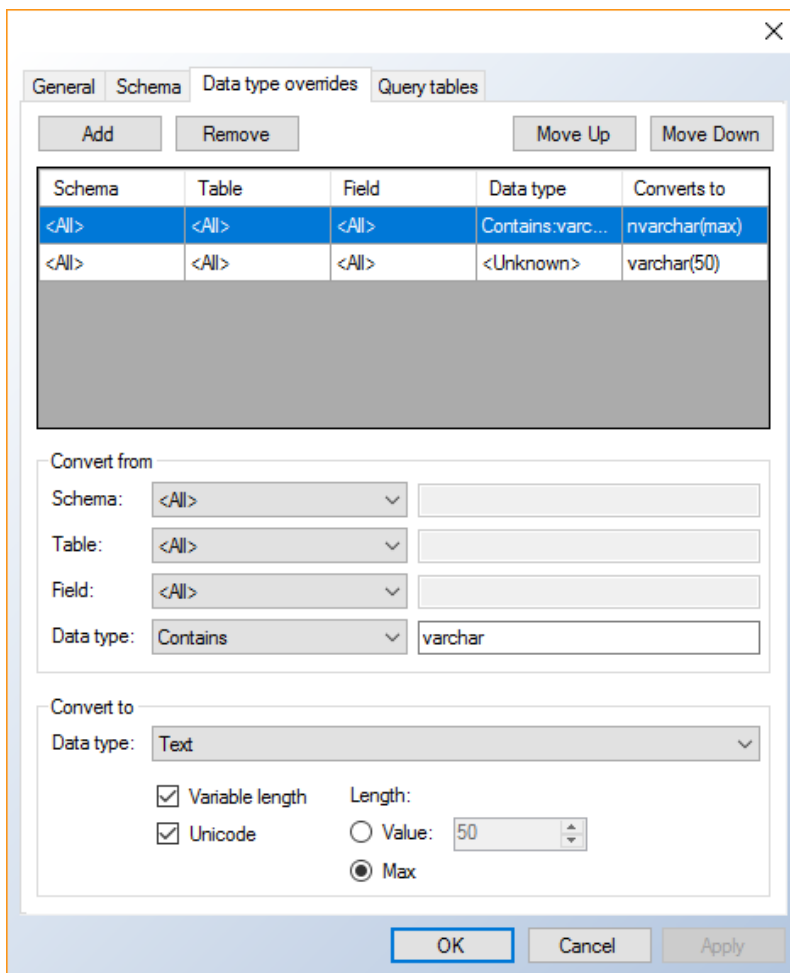 General Schema Data type overrides Query tables
Add Remove Move Up Move Down
Schema Table Field Data type Converts to
<All> <All> <All> Contains:varc... nvarchar(max)
<All> <All> <All> <Unknown> varchar(50)
Convert from
Schema: <All>
Table: <All>
Field: <All>
Data type: Contains varchar
Convert to
Data type: Text
Variable length Length:
Unicode Value: 50
Max
OK Cancel Apply